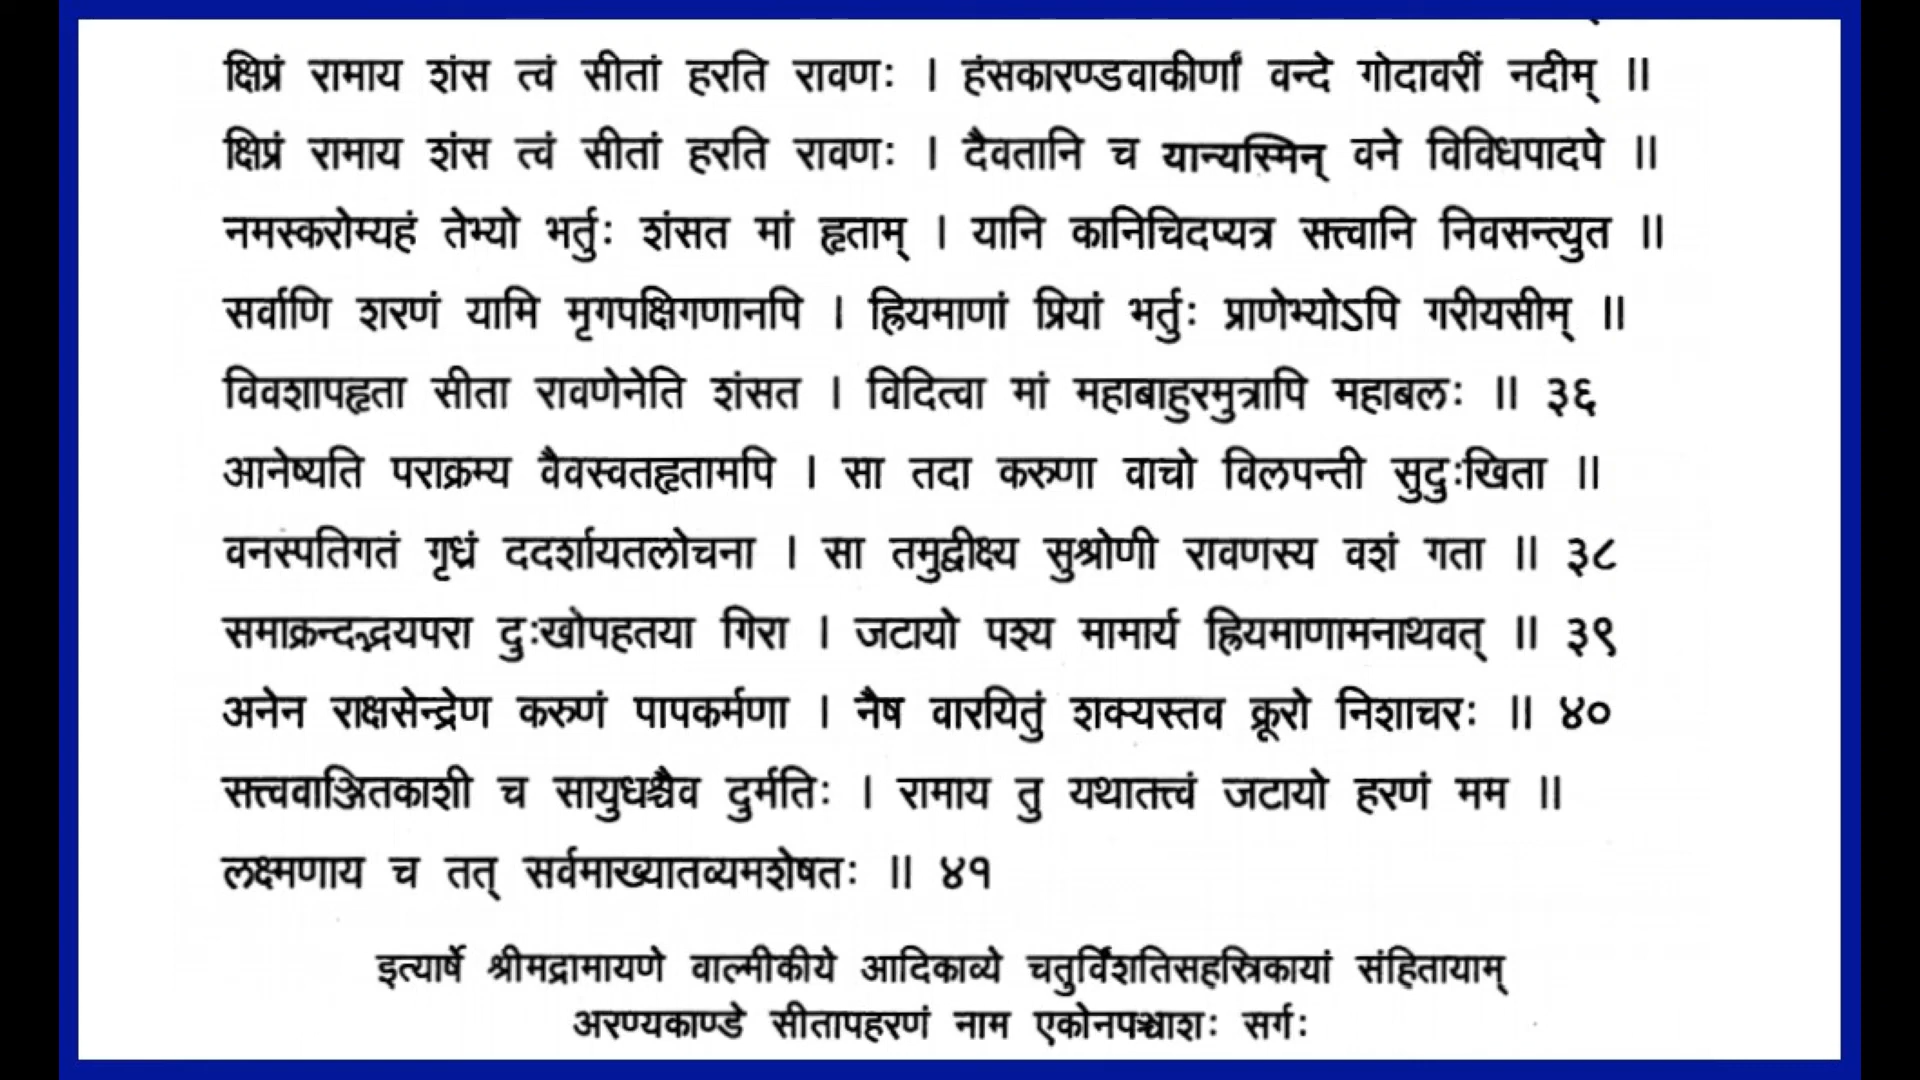 क्षिप्रं रामाय शंस त्वं सीतां हरति रावणः । हंसकारण्डवाकीर्णां वन्दे गोदावरीं नदीम् ॥
क्षिप्रं रामाय शंस त्वं सीतां हरति रावणः । दैवतानि च यान्यस्मिन् वने विविधपादपे ॥
नमस्करोम्यहं तेभ्यो भर्तुः शंसत मां हृताम् । यानि कानिचिदप्यत्र सत्त्वानि निवसन्त्युत ॥
सर्वाणि शरणं यामि मृगपक्षिगणानपि । ह्रियमाणां प्रियां भर्तुः प्राणेभ्योऽपि गरीयसीम् ॥
विवशापहृता सीता रावणेनेति शंसत । विदित्वा मां महाबाहुरमुत्रापि महाबलः ॥ ३६
आनेष्यति पराक्रम्य वैवस्वतहृतामपि । सा तदा करुणा वाचो विलपन्ती सुदुःखिता ॥
वनस्पतिगतं गृध्रं ददर्शायतलोचना । सा तमुद्वीक्ष्य सुश्रोणी रावणस्य वशं गता ॥ ३८
समाक्रन्दद्भयपरा दुःखोपहतया गिरा । जटायो पश्य मामार्य ह्रियमाणामनाथवत् ॥ ३९
अनेन राक्षसेन्द्रेण करुणं पापकर्मणा । नैष वारयितुं शक्यस्तव क्रूरो निशाचरः ॥ ४०
सत्त्ववाञ्जितकाशी च सायुधश्चैव दुर्मतिः । रामाय तु यथातत्त्वं जटायो हरणं मम ॥
लक्ष्मणाय च तत् सर्वमाख्यातव्यमशेषतः ॥ ४१
इत्यार्षे श्रीमद्रामायणे वाल्मीकीये आदिकाव्ये चतुर्विंशतिसहस्रिकायां संहितायाम्
अरण्यकाण्डे सीतापहरणं नाम एकोनपञ्चाशः सर्गः